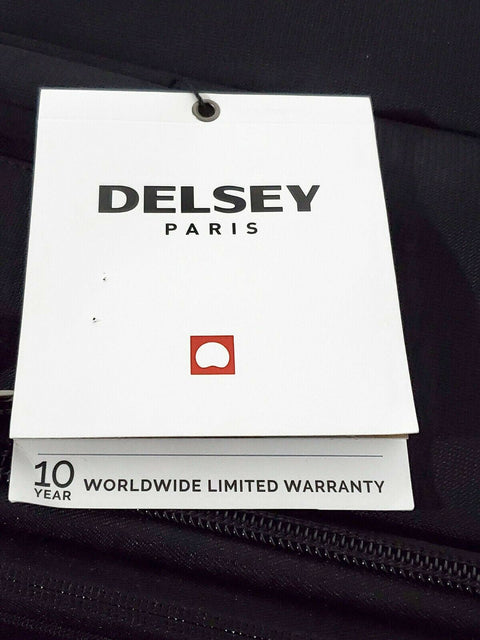 DELSEY
PARIS
10 YEAR WORLDWIDE LIMITED WARRANTY